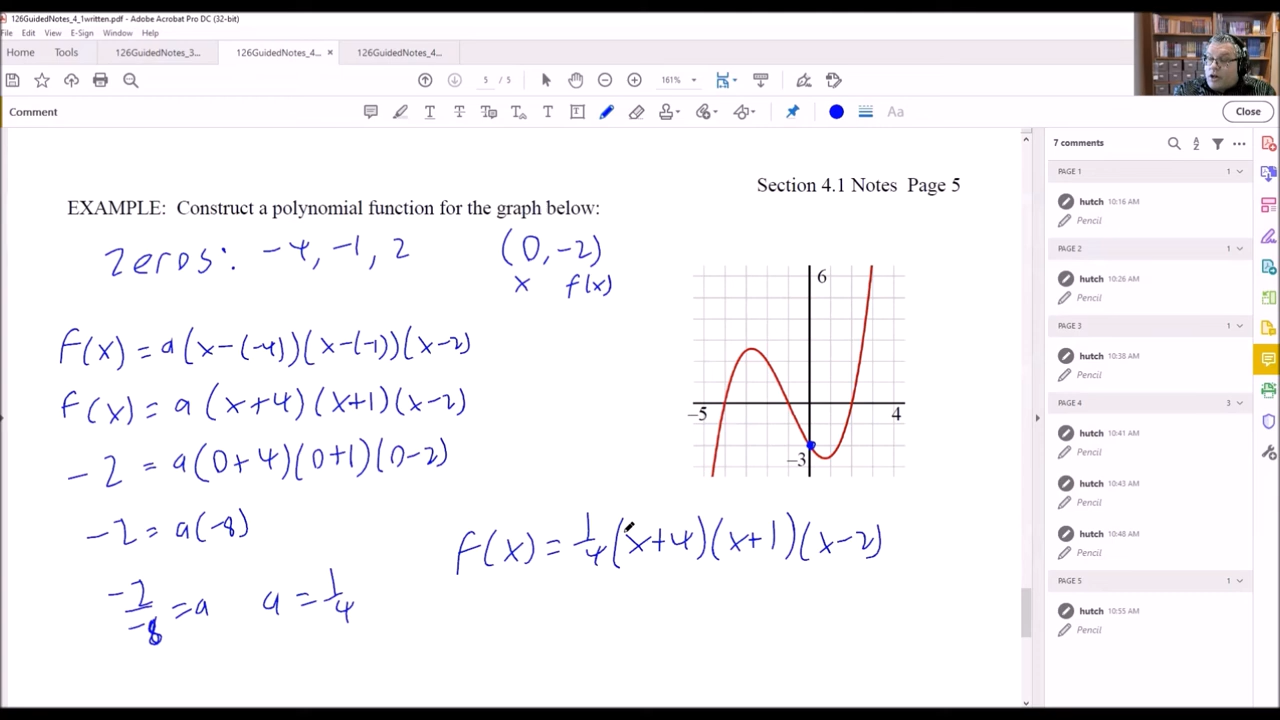 126GuidedNotes_4_1written.pdf - Adobe Acrobat Pro DC (32-bit)
File Edit View E-Sign Window Help
Home Tools 126GuidedNotes_3... 126GuidedNotes_4... × 126GuidedNotes_4...
5 / 5 161%
Comment Aa Close
7 comments
Section 4.1 Notes Page 5
EXAMPLE: Construct a polynomial function for the graph below:
zeros: -4, -1, 2 (0, -2)
x f(x)
f(x) = a(x-(-4))(x-(-1))(x-2)
f(x) = a(x+4)(x+1)(x-2)
-2 = a(0+4)(0+1)(0-2)
-2 = a(-8)
-2/-8 = a a = 1/4
f(x) = 1/4(x+4)(x+1)(x-2)
6
-5 4
-3
PAGE 1 1
hutch 10:16 AM
Pencil
PAGE 2 1
hutch 10:26 AM
Pencil
PAGE 3 1
hutch 10:38 AM
Pencil
PAGE 4 3
hutch 10:41 AM
Pencil
hutch 10:43 AM
Pencil
hutch 10:48 AM
Pencil
PAGE 5 1
hutch 10:55 AM
Pencil